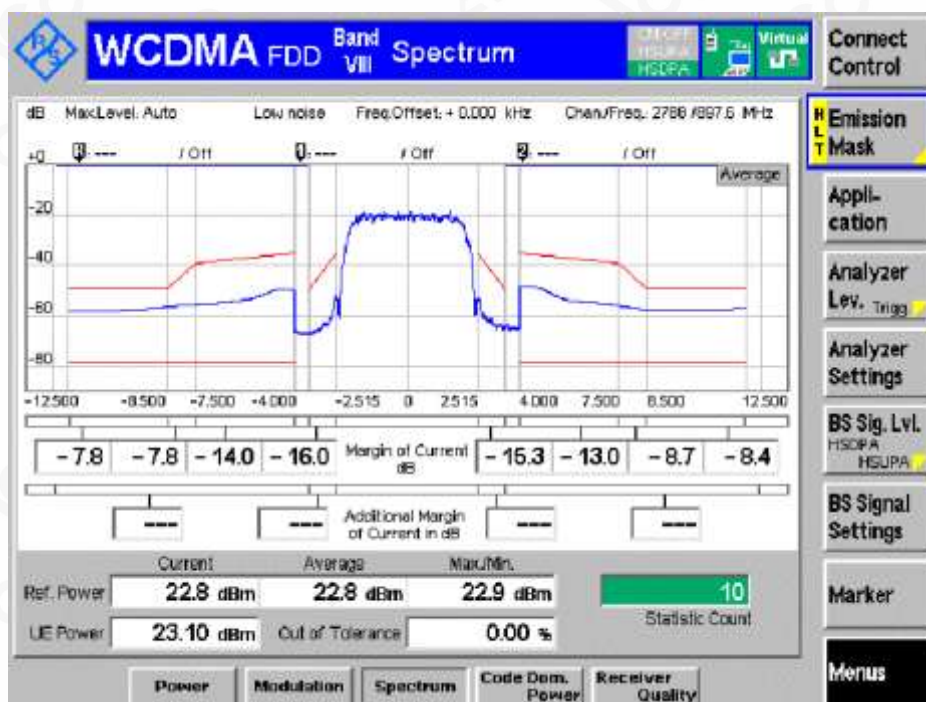 WCDMA FDD Band VIII Spectrum
HSDPA
Virtual
Connect Control
dB Max.Level: Auto Low noise Freq.Offset: + 0.000 kHz Chan./Freq.: 2788 /897.6 MHz
HLT Emission Mask
+0 --- / Off 1: --- / Off 2: --- / Off
Average
-20
-40
-60
-80
-12.500 -8.500 -7.500 -4.000 -2.515 0 2.515 4.000 7.500 8.500 12.500
Appli-
cation
Analyzer
Lev. Trigg
Analyzer
Settings
BS Sig. Lvl.
HSDPA
HSUPA
BS Signal
Settings
Marker
Menus
-7.8 -7.8 -14.0 -16.0 Margin of Current dB -15.3 -13.0 -8.7 -8.4
--- --- Additional Margin of Current in dB --- ---
Current Average Max./Min.
Ref. Power 22.8 dBm 22.8 dBm 22.9 dBm 10
Statistic Count
UE Power 23.10 dBm Out of Tolerance 0.00 %
Power Modulation Spectrum Code Dom. Power Receiver Quality